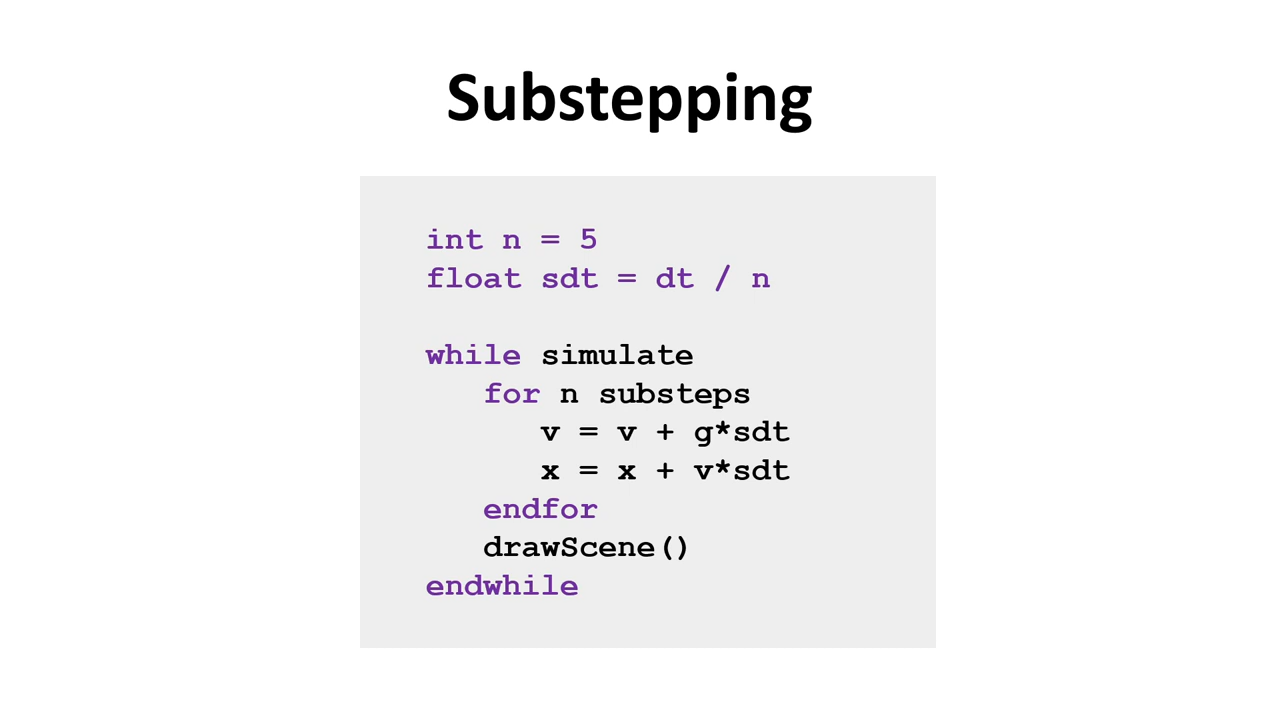 Substepping
int n = 5
float sdt = dt / n
while simulate
for n substeps
v = v + g*sdt
x = x + v*sdt
endfor
drawScene()
endwhile